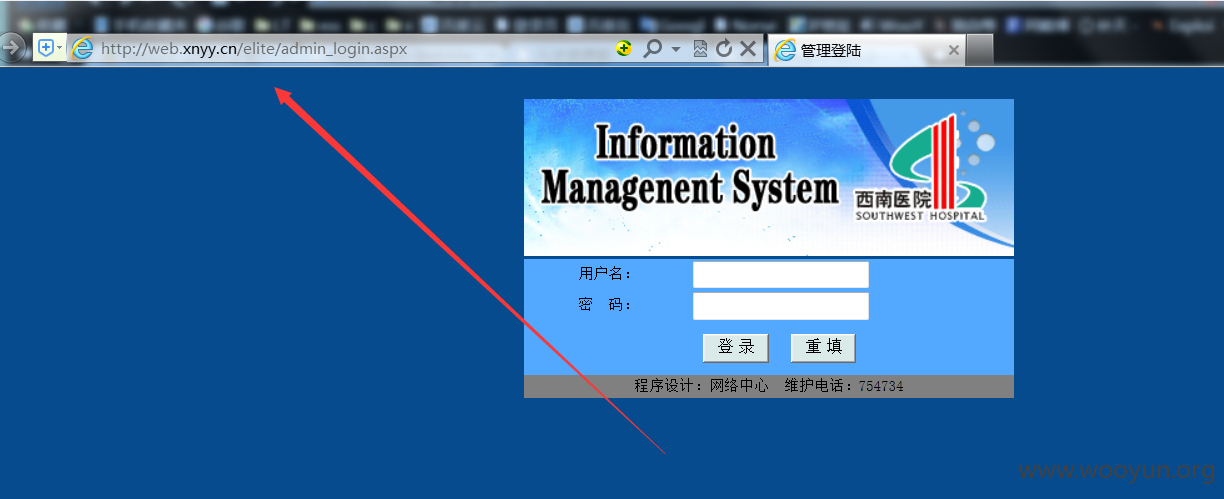 http://web.xnyy.cn/elite/admin_login.aspx
管理登陆
Information
Managenent System
西南医院
SOUTHWEST HOSPITAL
用户名：
密 码：
登 录 重 填
程序设计：网络中心 维护电话：754734
www.wooyun.org